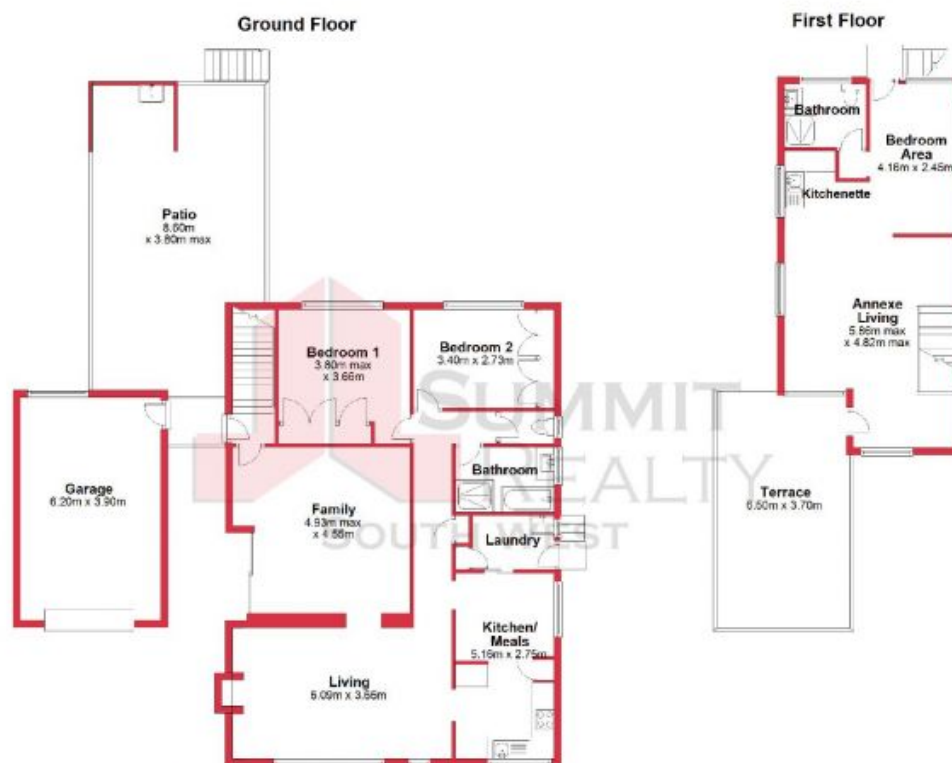 Ground Floor
First Floor
Bathroom
Bedroom
Area
4.16m x 2.45m
Kitchenette
Patio
8.60m
x 3.80m max
Annexe
Living
5.86m max
x 4.82m max
Bedroom 1
3.80m max
x 3.66m
Bedroom 2
3.40m x 2.73m
SUMMIT
REALTY
SOUTH WEST
Garage
6.20m x 3.90m
Bathroom
Family
4.93m max
x 4.55m
Laundry
Terrace
6.50m x 3.70m
Kitchen/
Meals
5.16m x 2.75m
Living
6.09m x 3.66m